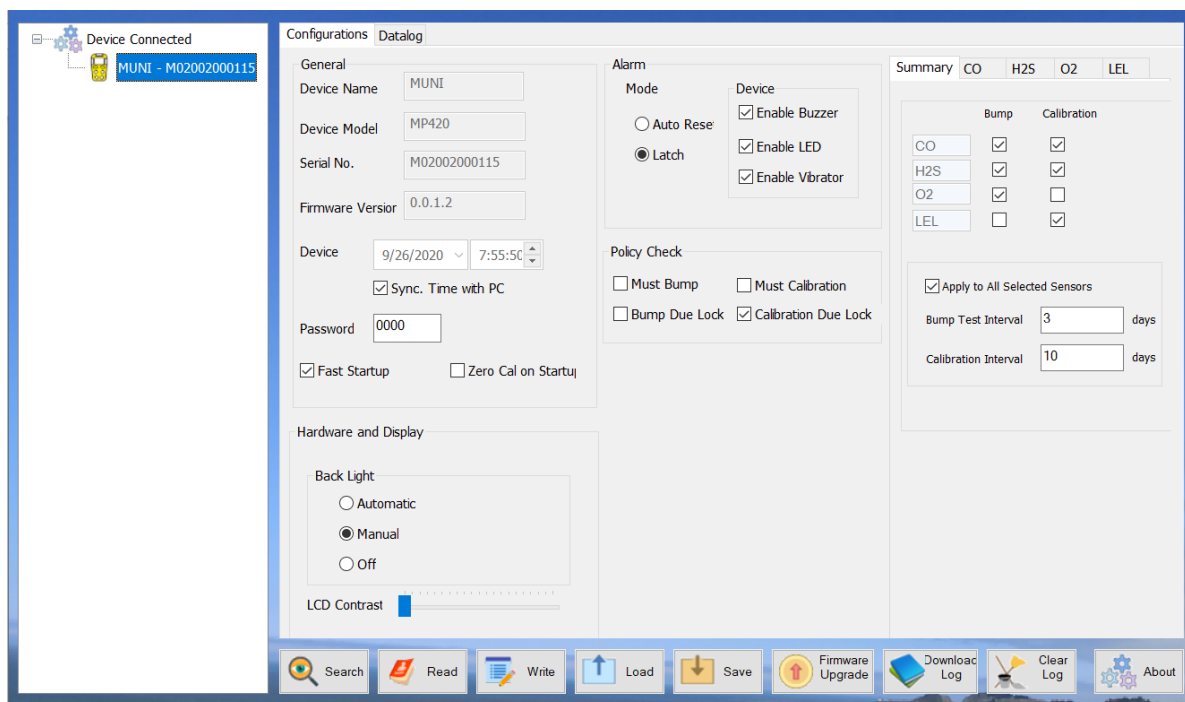 Device Connected
MUNI - M02002000115
Configurations Datalog
General
Device Name MUNI
Device Model MP420
Serial No. M02002000115
Firmware Versior 0.0.1.2
Device 9/26/2020 7:55:50
Sync. Time with PC
Password 0000
Fast Startup Zero Cal on Startup
Hardware and Display
Back Light
Automatic
Manual
Off
LCD Contrast
Alarm
Mode
Auto Reset
Latch
Device
Enable Buzzer
Enable LED
Enable Vibrator
Policy Check
Must Bump Must Calibration
Bump Due Lock Calibration Due Lock
Summary CO H2S O2 LEL
Bump Calibration
CO
H2S
O2
LEL
Apply to All Selected Sensors
Bump Test Interval 3 days
Calibration Interval 10 days
Search
Read
Write
Load
Save
Firmware
Upgrade
Download
Log
Clear
Log
About